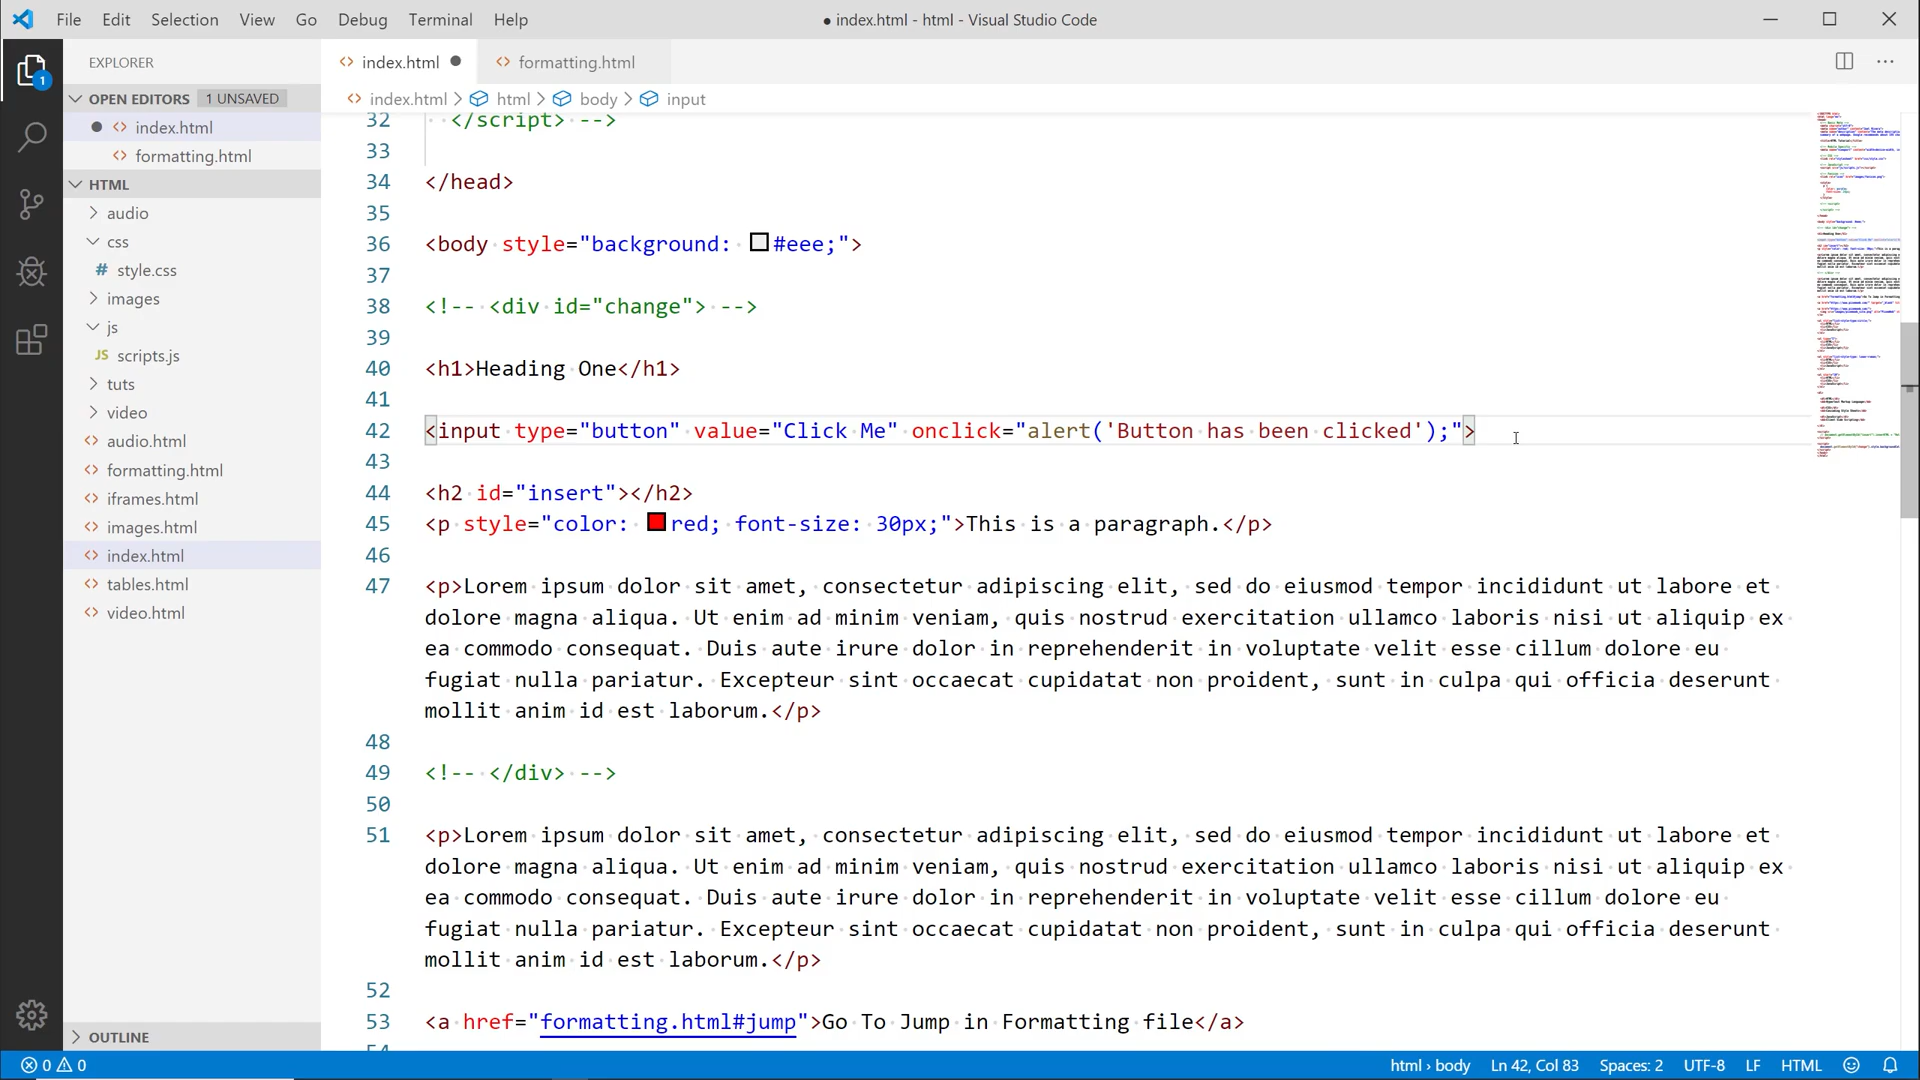 File Edit Selection View Go Debug Terminal Help
● index.html - html - Visual Studio Code
EXPLORER
OPEN EDITORS 1 UNSAVED
index.html
formatting.html
HTML
audio
css
# style.css
images
js
JS scripts.js
tuts
video
audio.html
formatting.html
iframes.html
images.html
index.html
tables.html
video.html
OUTLINE
1
index.html ● formatting.html
index.html > html > body > input
32 </script> -->
33
34 </head>
35
36 <body style="background: #eee;">
37
38 <!-- <div id="change"> -->
39
40 <h1>Heading One</h1>
41
42 <input type="button" value="Click Me" onclick="alert('Button has been clicked');">
43
44 <h2 id="insert"></h2>
45 <p style="color: red; font-size: 30px;">This is a paragraph.</p>
46
47 <p>Lorem ipsum dolor sit amet, consectetur adipiscing elit, sed do eiusmod tempor incididunt ut labore et
dolore magna aliqua. Ut enim ad minim veniam, quis nostrud exercitation ullamco laboris nisi ut aliquip ex
ea commodo consequat. Duis aute irure dolor in reprehenderit in voluptate velit esse cillum dolore eu
fugiat nulla pariatur. Excepteur sint occaecat cupidatat non proident, sunt in culpa qui officia deserunt
mollit anim id est laborum.</p>
48
49 <!-- </div> -->
50
51 <p>Lorem ipsum dolor sit amet, consectetur adipiscing elit, sed do eiusmod tempor incididunt ut labore et
dolore magna aliqua. Ut enim ad minim veniam, quis nostrud exercitation ullamco laboris nisi ut aliquip ex
ea commodo consequat. Duis aute irure dolor in reprehenderit in voluptate velit esse cillum dolore eu
fugiat nulla pariatur. Excepteur sint occaecat cupidatat non proident, sunt in culpa qui officia deserunt
mollit anim id est laborum.</p>
52
53 <a href="formatting.html#jump">Go To Jump in Formatting file</a>
0 0 html › body Ln 42, Col 83 Spaces: 2 UTF-8 LF HTML